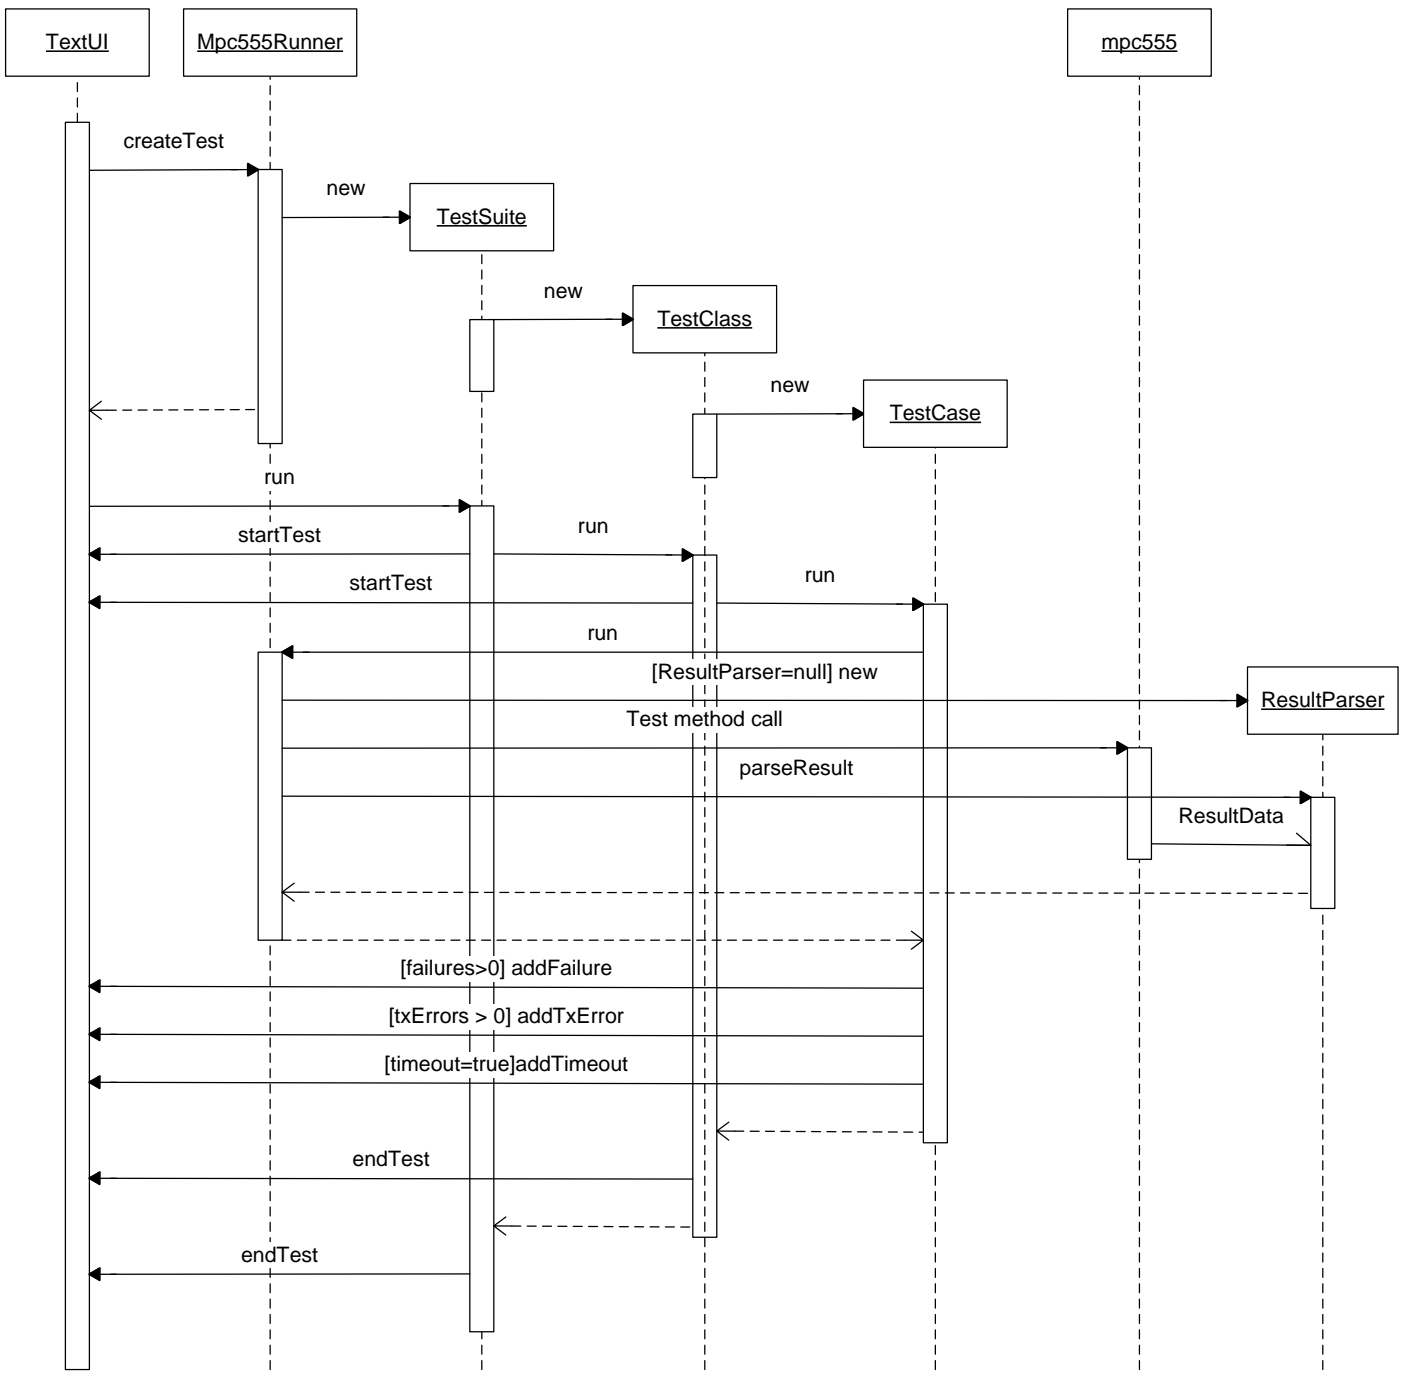 TextUI
Mpc555Runner
mpc555
createTest
new
TestSuite
new
TestClass
new
TestCase
run
startTest
run
startTest
run
run
[ResultParser=null] new
ResultParser
Test method call
parseResult
ResultData
[failures>0] addFailure
[txErrors > 0] addTxError
[timeout=true]addTimeout
endTest
endTest